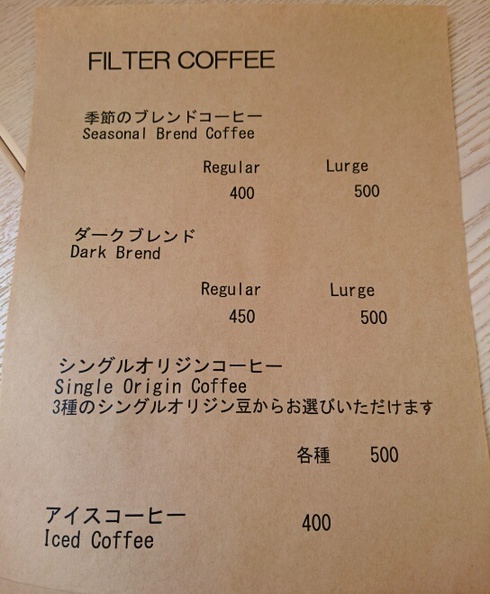 FILTER COFFEE
季節のブレンドコーヒー
Seasonal Brend Coffee
Regular Lurge
400 500
ダークブレンド
Dark Brend
Regular Lurge
450 500
シングルオリジンコーヒー
Single Origin Coffee
3種のシングルオリジン豆からお選びいただけます
各種 500
アイスコーヒー 400
Iced Coffee